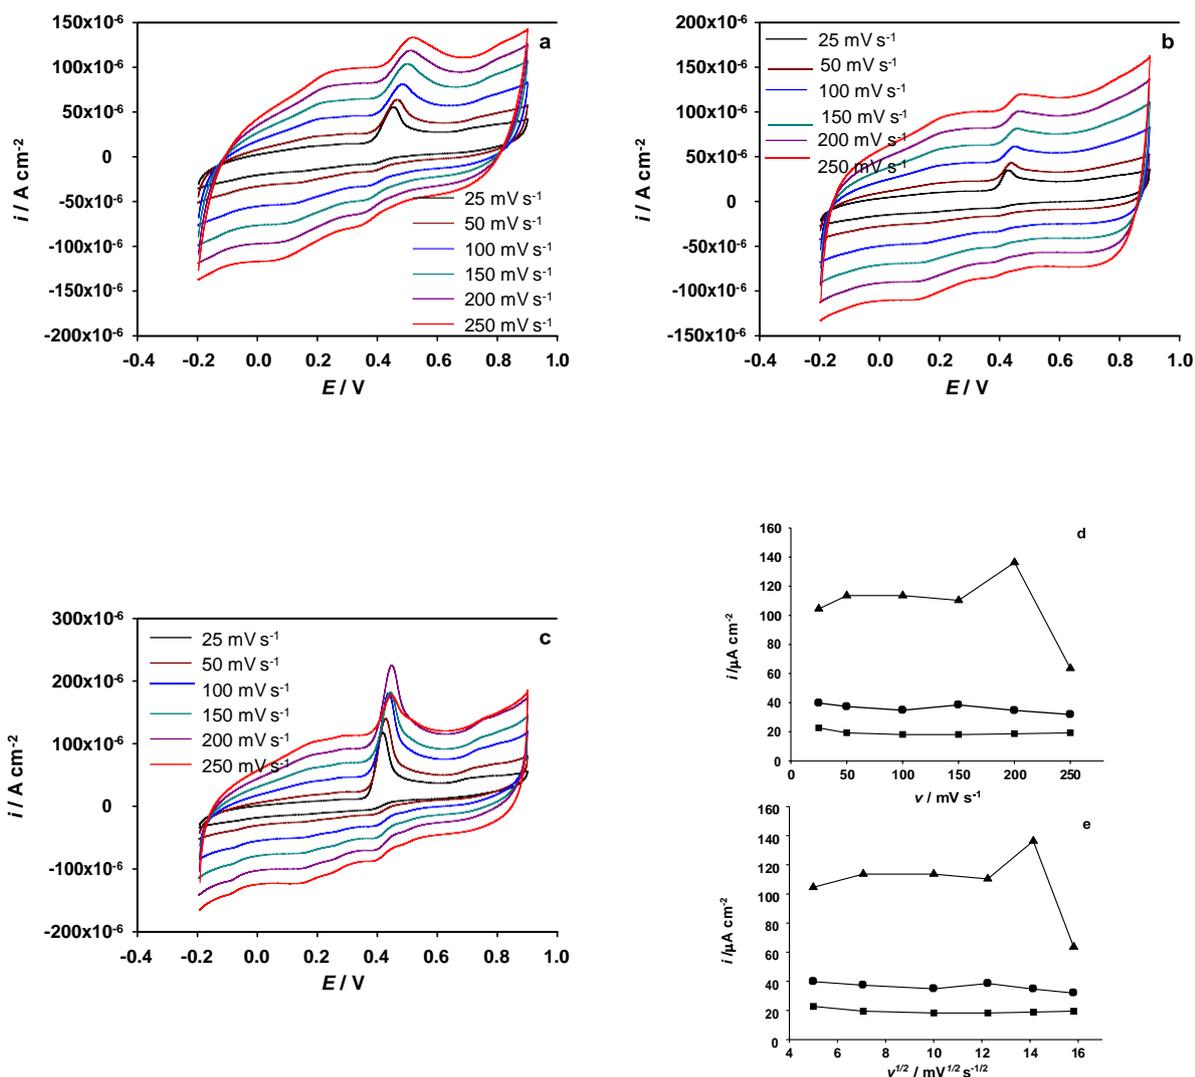 150x10⁻⁶
100x10⁻⁶
50x10⁻⁶
0
-50x10⁻⁶
-100x10⁻⁶
-150x10⁻⁶
-200x10⁻⁶
i / A cm⁻²
a
25 mV s⁻¹
50 mV s⁻¹
100 mV s⁻¹
150 mV s⁻¹
200 mV s⁻¹
250 mV s⁻¹
-0.4 -0.2 0.0 0.2 0.4 0.6 0.8 1.0
E / V
200x10⁻⁶
150x10⁻⁶
100x10⁻⁶
50x10⁻⁶
0
-50x10⁻⁶
-100x10⁻⁶
-150x10⁻⁶
i / A cm⁻²
b
25 mV s⁻¹
50 mV s⁻¹
100 mV s⁻¹
150 mV s⁻¹
200 mV s⁻¹
250 mV s⁻¹
-0.4 -0.2 0.0 0.2 0.4 0.6 0.8 1.0
E / V
300x10⁻⁶
200x10⁻⁶
100x10⁻⁶
0
-100x10⁻⁶
-200x10⁻⁶
i / A cm⁻²
c
25 mV s⁻¹
50 mV s⁻¹
100 mV s⁻¹
150 mV s⁻¹
200 mV s⁻¹
250 mV s⁻¹
-0.4 -0.2 0.0 0.2 0.4 0.6 0.8 1.0
E / V
160
140
120
100
80
60
40
20
0
i /µA cm⁻²
d
0 50 100 150 200 250
v / mV s⁻¹
160
140
120
100
80
60
40
20
0
i /µA cm⁻²
e
4 6 8 10 12 14 16
v¹ᐟ² / mV¹ᐟ² s⁻¹ᐟ²